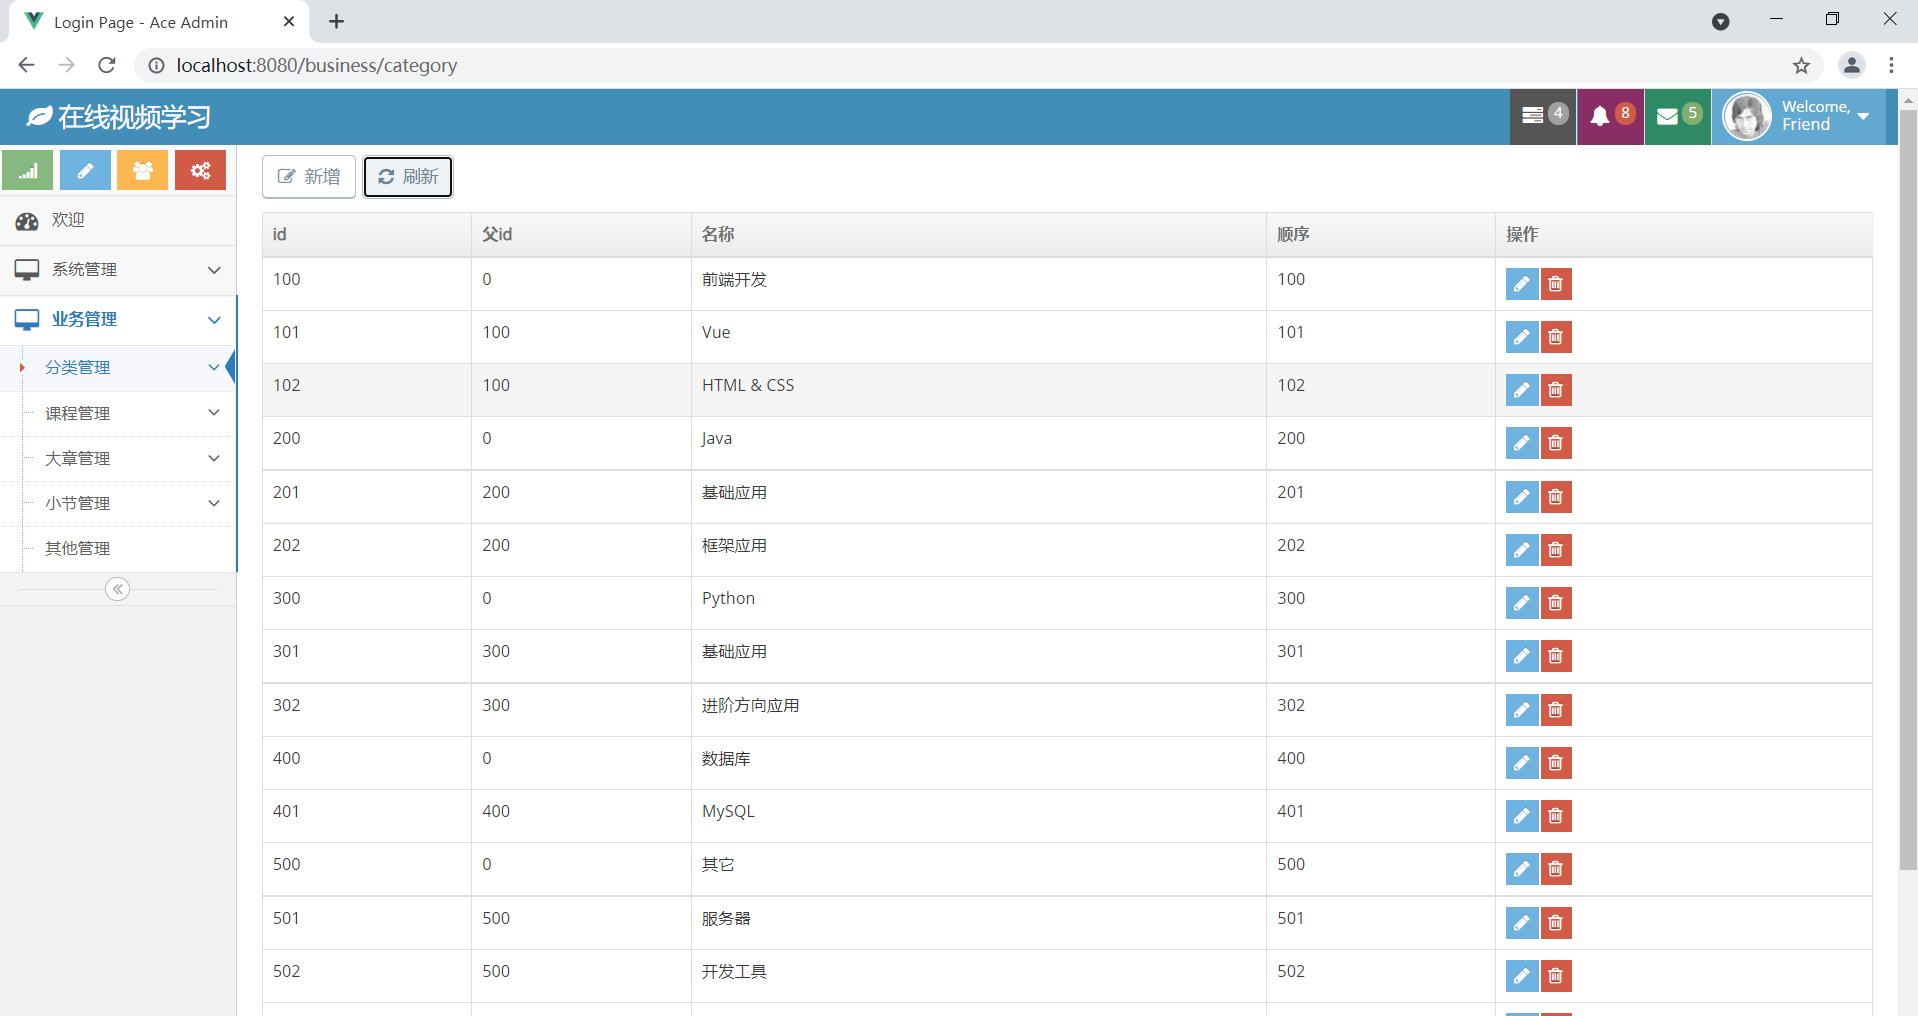 Login Page - Ace Admin
localhost:8080/business/category
在线视频学习
4
8
5
Welcome,
Friend
新增
刷新
欢迎
系统管理
业务管理
分类管理
课程管理
大章管理
小节管理
其他管理
id 父id 名称 顺序 操作
100 0 前端开发 100
101 100 Vue 101
102 100 HTML & CSS 102
200 0 Java 200
201 200 基础应用 201
202 200 框架应用 202
300 0 Python 300
301 300 基础应用 301
302 300 进阶方向应用 302
400 0 数据库 400
401 400 MySQL 401
500 0 其它 500
501 500 服务器 501
502 500 开发工具 502